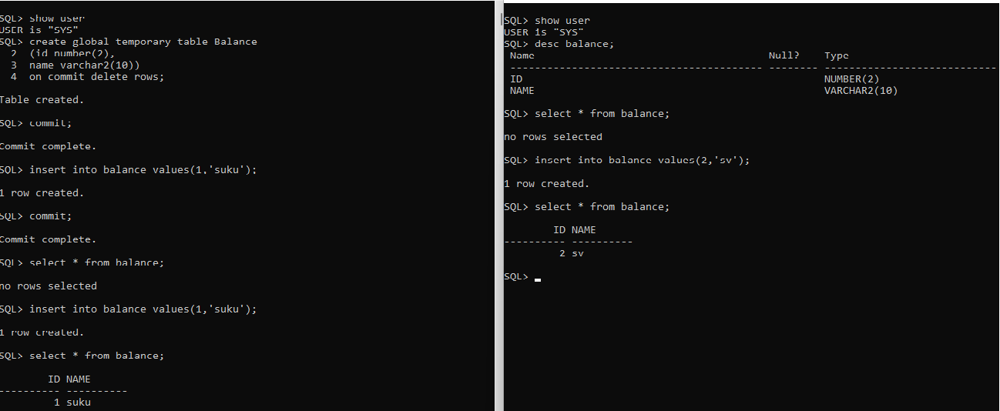 SQL> show user
USER is "SYS"
SQL> create global temporary table Balance
2 (id number(2),
3 name varchar2(10))
4 on commit delete rows;
Table created.
SQL> commit;
Commit complete.
SQL> insert into balance values(1,'suku');
1 row created.
SQL> commit;
Commit complete.
SQL> select * from balance;
no rows selected
SQL> insert into balance values(1,'suku');
1 row created.
SQL> select * from balance;
ID NAME
---------- ----------
1 suku
SQL> show user
USER is "SYS"
SQL> desc balance;
Name Null? Type
----------------------------------------- -------- ----------------------------
ID NUMBER(2)
NAME VARCHAR2(10)
SQL> select * from balance;
no rows selected
SQL> insert into balance values(2,'sv');
1 row created.
SQL> select * from balance;
ID NAME
---------- ----------
2 sv
SQL>